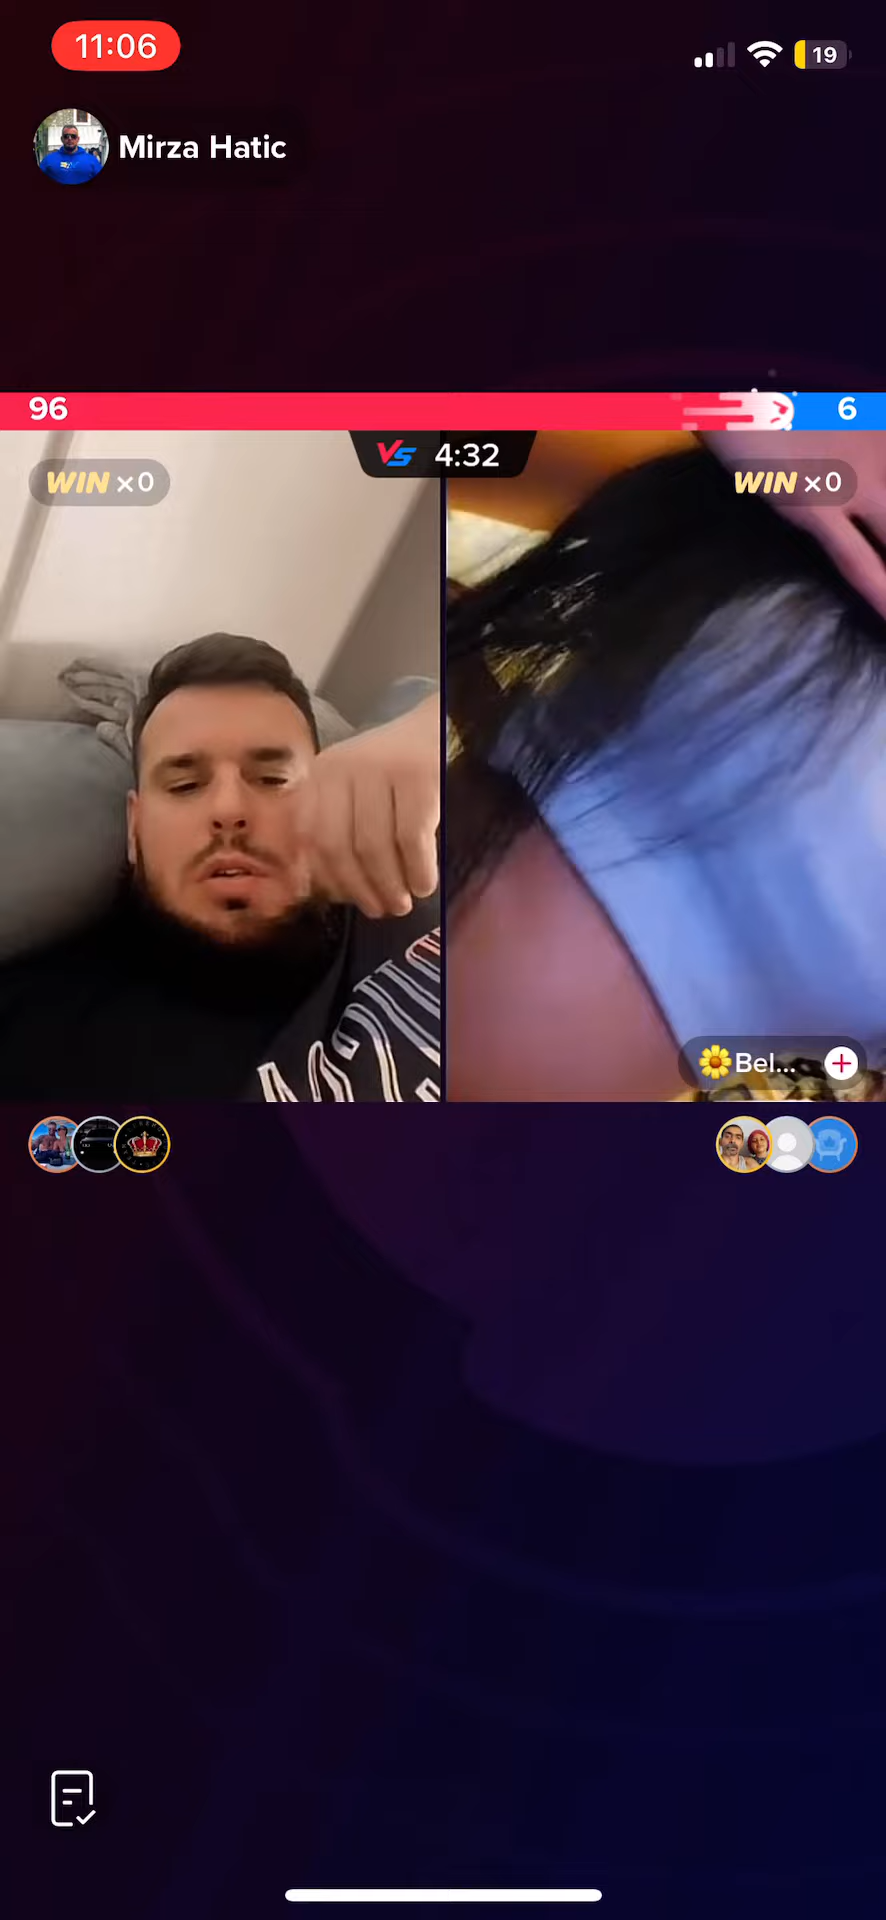 11:06
19
Mirza Hatic
96
6
VS 4:32
WIN ×0
WIN ×0
🌼Bel...